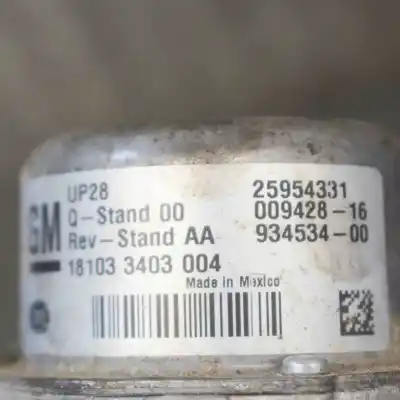 GM
UP28 25954331
Q-Stand 00 009428-16
Rev-Stand AA 934534-00
18103 3403 004
Made in Mexico